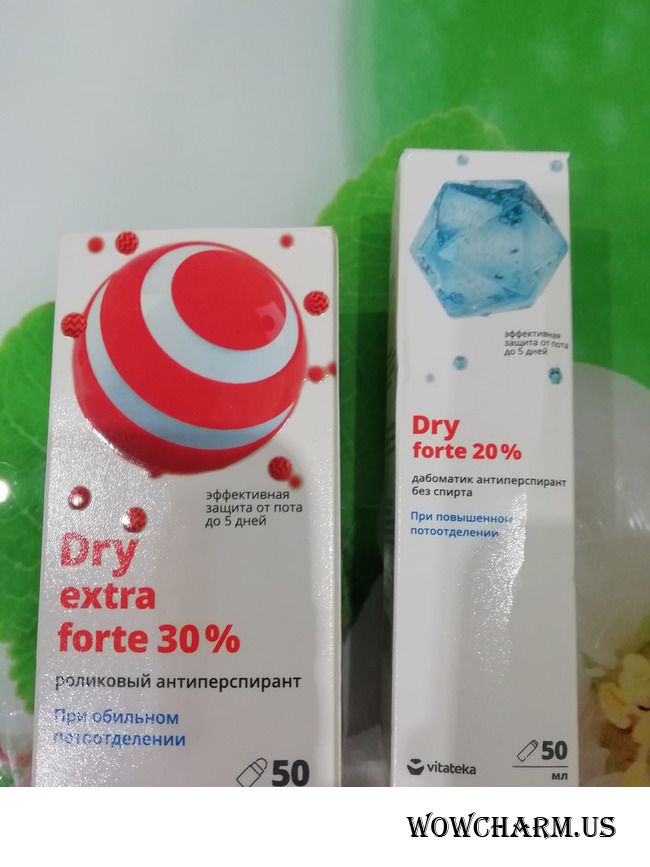 эффективная
защита от пота
до 5 дней
Dry
extra
forte 30%
роликовый антиперспирант
При обильном
потоотделении
50
эффективная
защита от пота
до 5 дней
Dry
forte 20%
дабоматик антиперспирант
без спирта
При повышенном
потоотделении
vitateka
50
мл
WOWCHARM.US